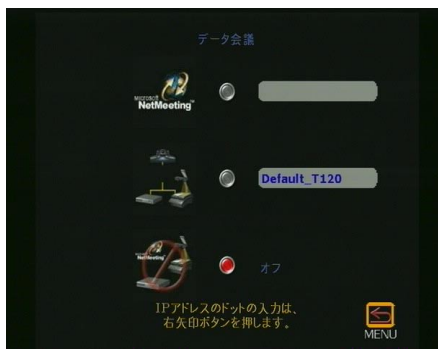 データ会議
Microsoft
NetMeeting
Default_T120
NetMeeting
オフ
IPアドレスのドットの入力は、
右矢印ボタンを押します。
MENU